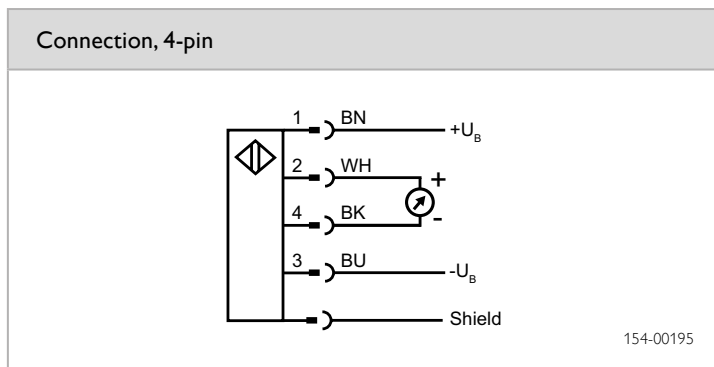 Connection, 4-pin
1 BN +U_B
2 WH +
4 BK -
3 BU -U_B
Shield
154-00195